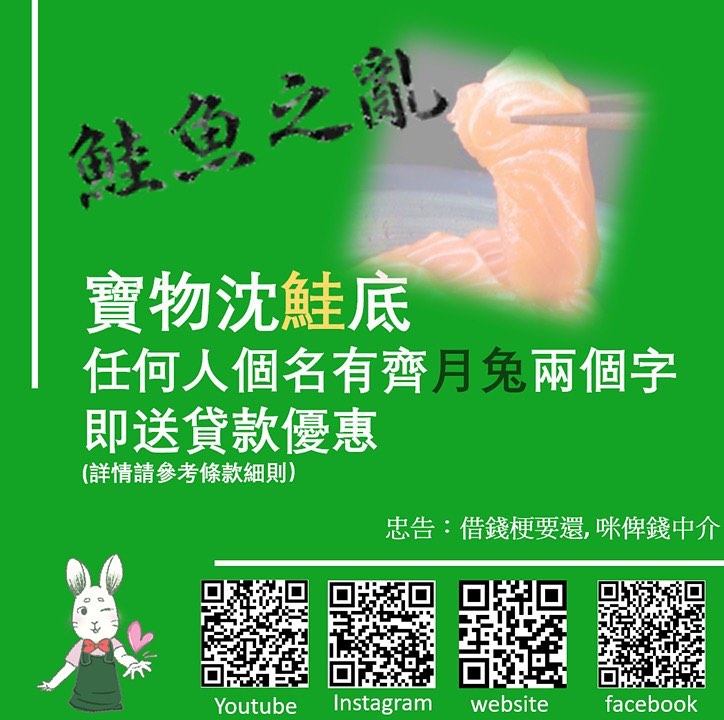 鮭魚之亂
寶物沈鮭底
任何人個名有齊月兔兩個字
即送貸款優惠
(詳情請參考條款細則)
忠告：借錢梗要還, 咪俾錢中介
Youtube Instagram website facebook